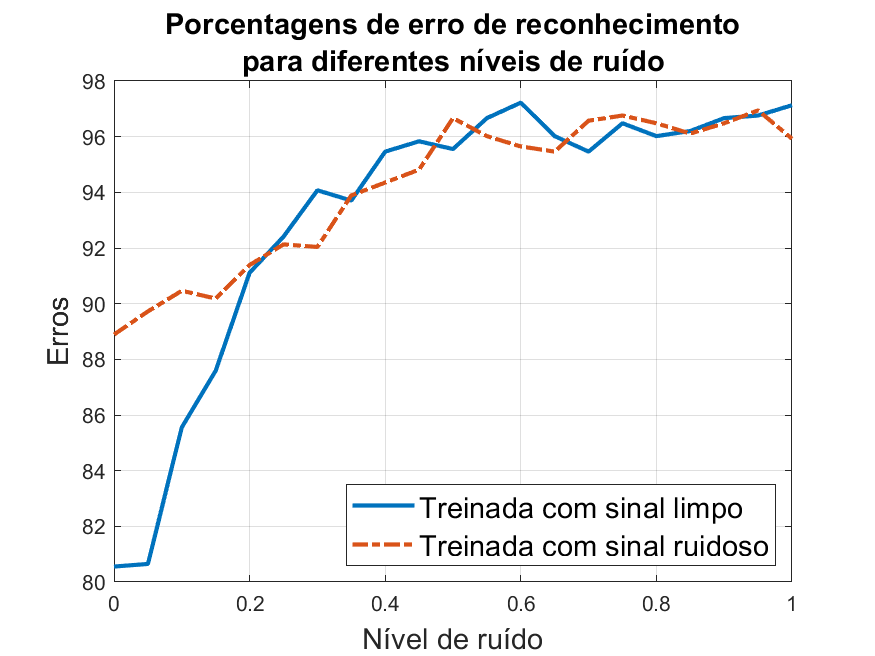 Porcentagens de erro de reconhecimento
para diferentes níveis de ruído
98
96
94
92
90
88
86
84
82
80
Erros
Treinada com sinal limpo
Treinada com sinal ruidoso
0 0.2 0.4 0.6 0.8 1
Nível de ruído